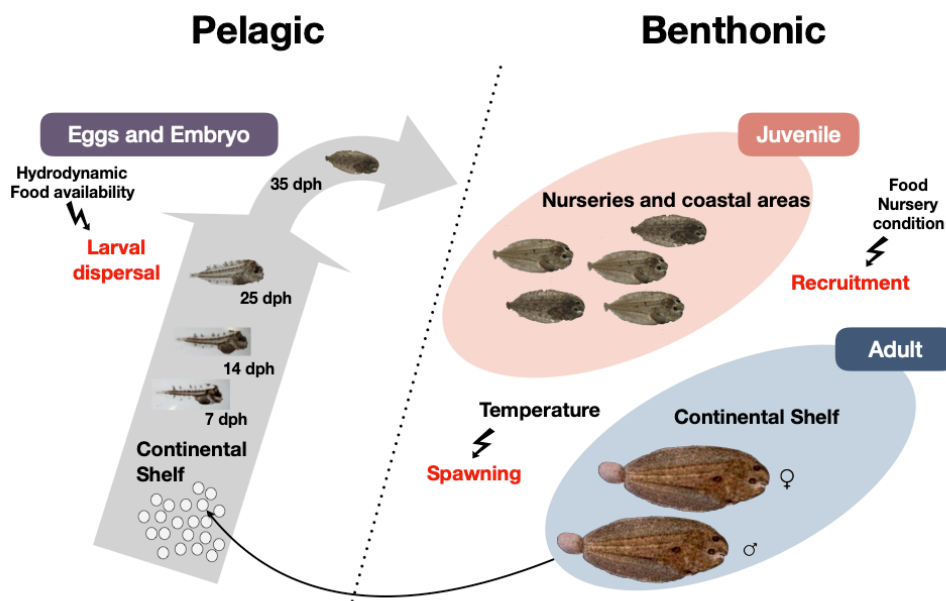 Pelagic
Benthonic
Eggs and Embryo
Hydrodynamic
Food availability
Larval
dispersal
35 dph
25 dph
14 dph
7 dph
Continental
Shelf
Juvenile
Nurseries and coastal areas
Food
Nursery
condition
Recruitment
Adult
Temperature
Spawning
Continental Shelf
♀
♂